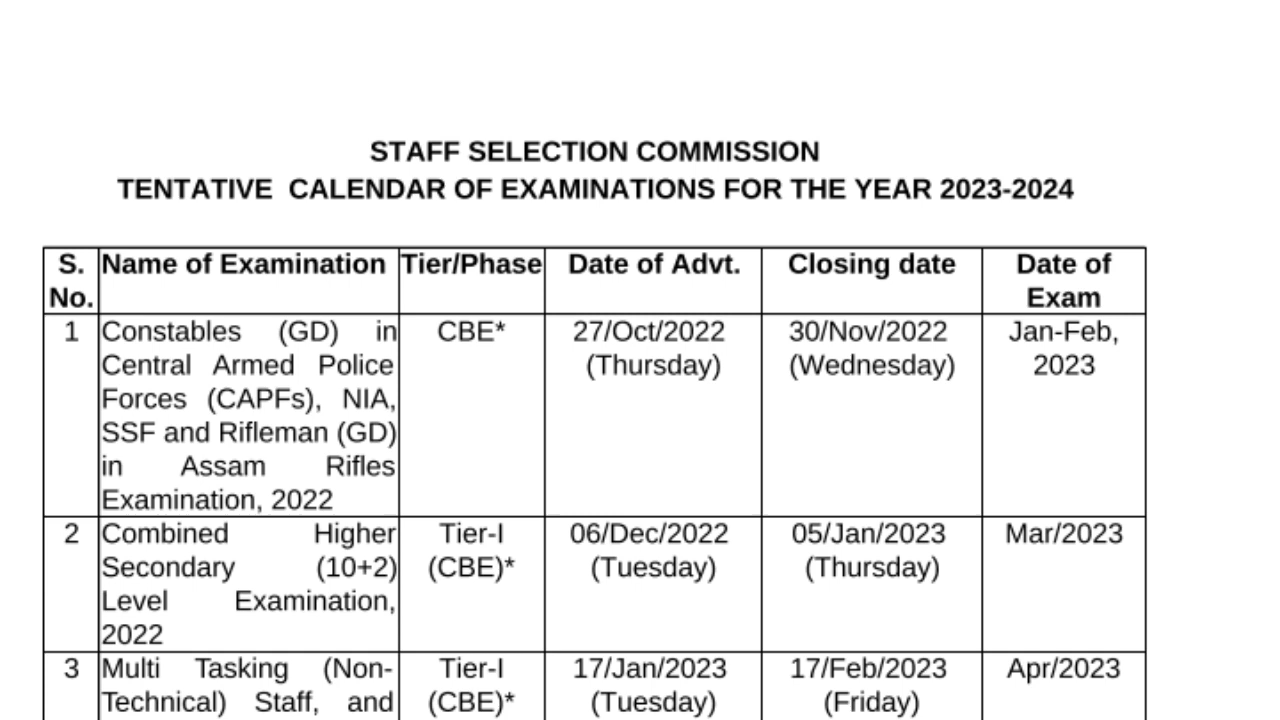 STAFF SELECTION COMMISSION
TENTATIVE CALENDAR OF EXAMINATIONS FOR THE YEAR 2023-2024
S. No. Name of Examination Tier/Phase Date of Advt. Closing date Date of Exam
1 Constables (GD) in CBE* 27/Oct/2022 30/Nov/2022 Jan-Feb,
Central Armed Police (Thursday) (Wednesday) 2023
Forces (CAPFs), NIA,
SSF and Rifleman (GD)
in Assam Rifles
Examination, 2022
2 Combined Higher Tier-I 06/Dec/2022 05/Jan/2023 Mar/2023
Secondary (10+2) (CBE)* (Tuesday) (Thursday)
Level Examination,
2022
3 Multi Tasking (Non- Tier-I 17/Jan/2023 17/Feb/2023 Apr/2023
Technical) Staff, and (CBE)* (Tuesday) (Friday)